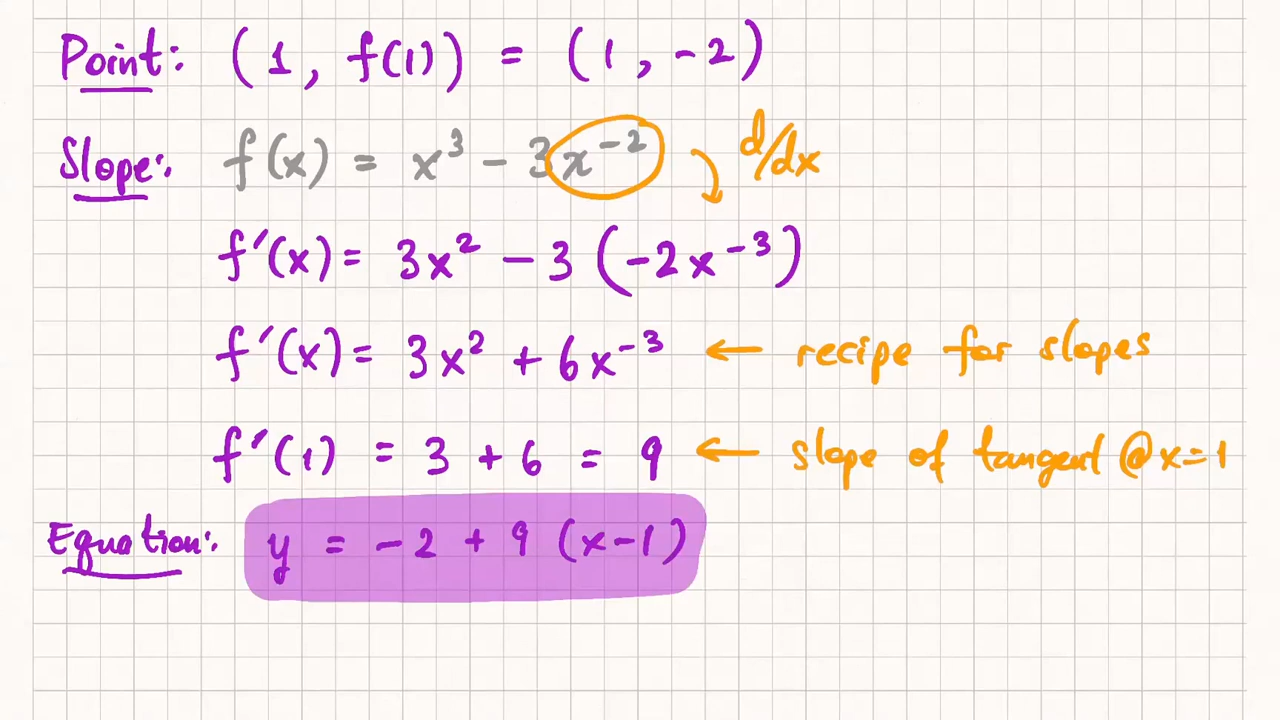 Point: (1, f(1)) = (1, -2)
Slope: f(x) = x³ - 3x⁻² d/dx
f'(x) = 3x² - 3(-2x⁻³)
f'(x) = 3x² + 6x⁻³ ← recipe for slopes
f'(1) = 3 + 6 = 9 ← slope of tangent @ x=1
Equation: y = -2 + 9 (x-1)